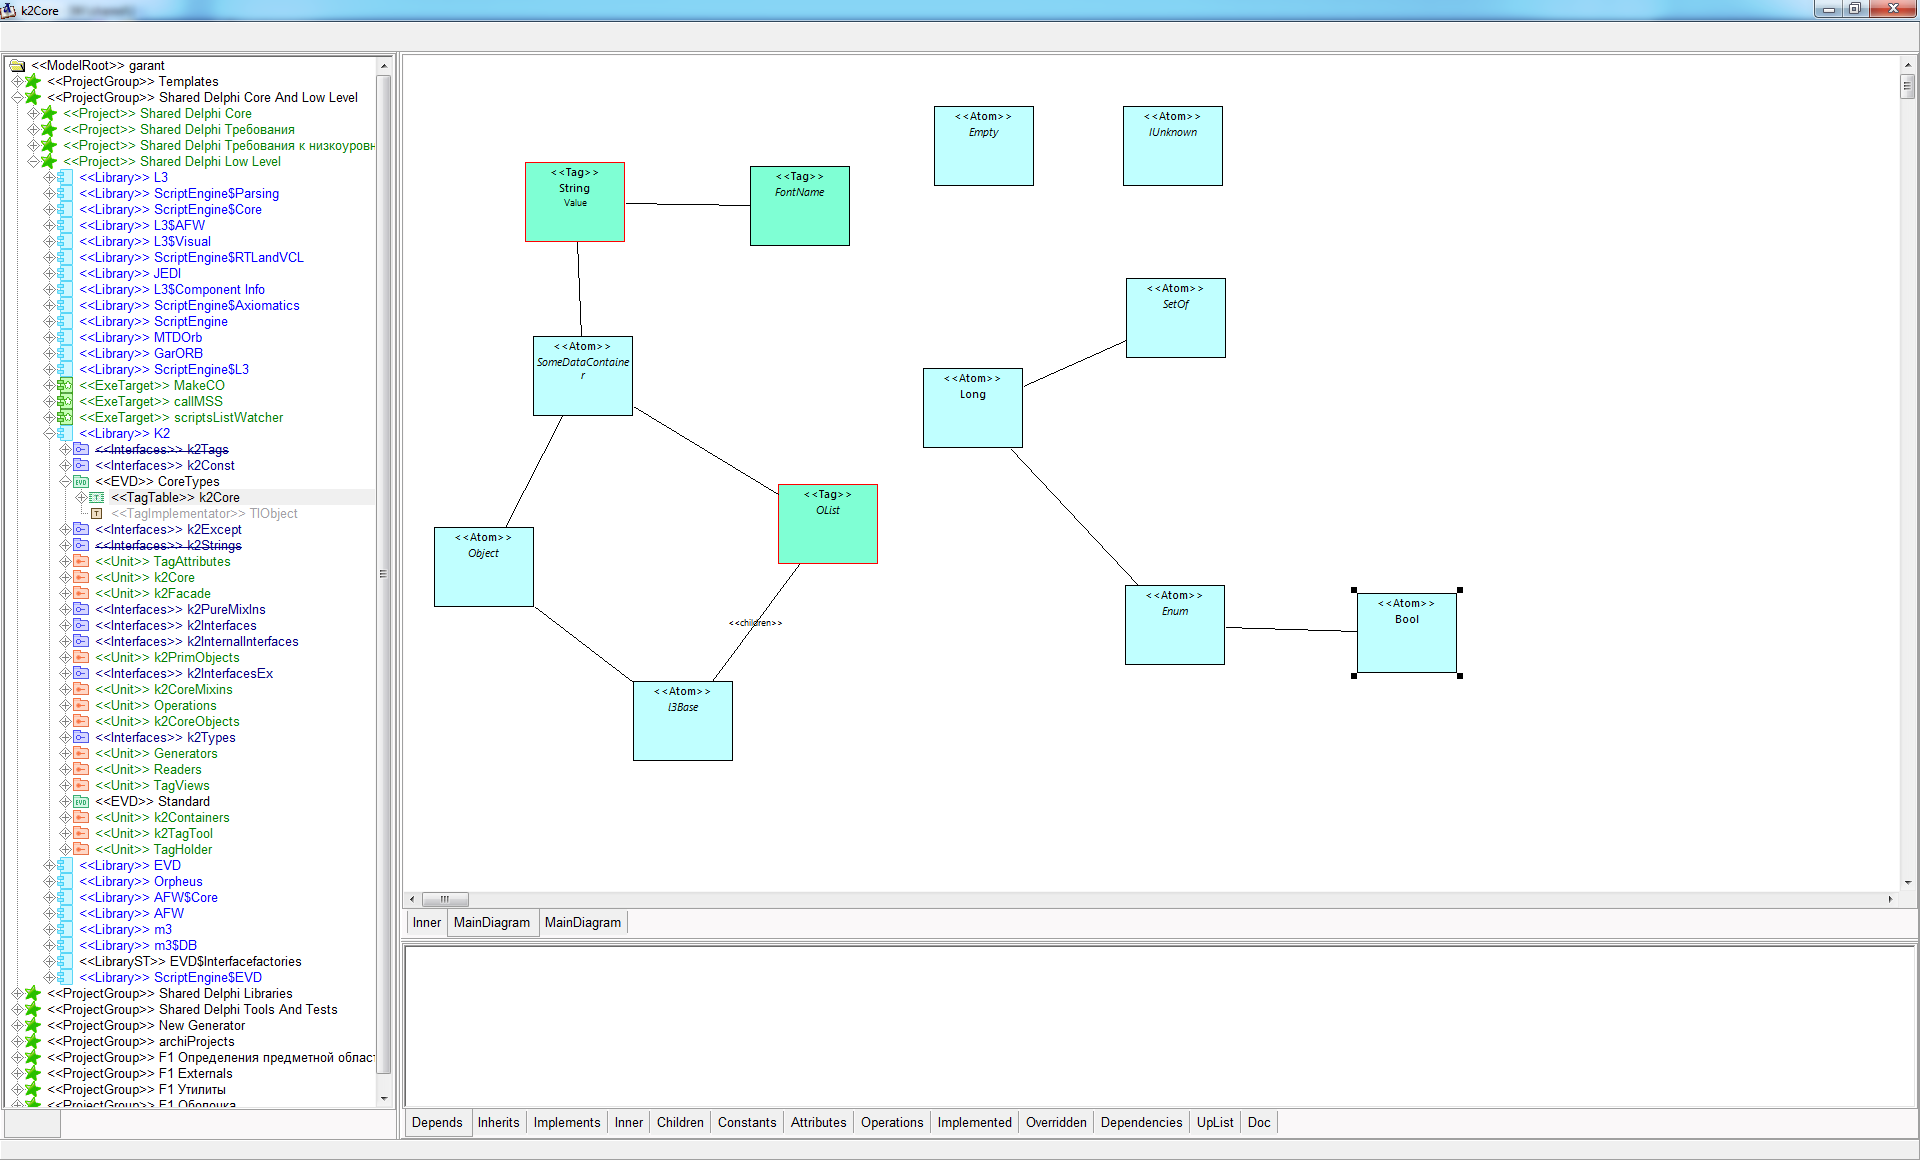 k2Core
<<ModelRoot>> garant
<<ProjectGroup>> Templates
<<ProjectGroup>> Shared Delphi Core And Low Level
<<Project>> Shared Delphi Core
<<Project>> Shared Delphi Требования
<<Project>> Shared Delphi Требования к низкоуровн
<<Project>> Shared Delphi Low Level
<<Library>> L3
<<Library>> ScriptEngine$Parsing
<<Library>> ScriptEngine$Core
<<Library>> L3$AFW
<<Library>> L3$Visual
<<Library>> ScriptEngine$RTLandVCL
<<Library>> JEDI
<<Library>> L3$Component Info
<<Library>> ScriptEngine$Axiomatics
<<Library>> ScriptEngine
<<Library>> MTDOrb
<<Library>> GarORB
<<Library>> ScriptEngine$L3
<<ExeTarget>> MakeCO
<<ExeTarget>> callMSS
<<ExeTarget>> scriptsListWatcher
<<Library>> K2
<<Interfaces>> k2Tags
<<Interfaces>> k2Const
<<EVD>> CoreTypes
<<TagTable>> k2Core
<<TagImplementator>> TIObject
<<Interfaces>> k2Except
<<Interfaces>> k2Strings
<<Unit>> TagAttributes
<<Unit>> k2Core
<<Unit>> k2Facade
<<Interfaces>> k2PureMixIns
<<Interfaces>> k2Interfaces
<<Interfaces>> k2InternalInterfaces
<<Unit>> k2PrimObjects
<<Interfaces>> k2InterfacesEx
<<Unit>> k2CoreMixins
<<Unit>> Operations
<<Unit>> k2CoreObjects
<<Interfaces>> k2Types
<<Unit>> Generators
<<Unit>> Readers
<<Unit>> TagViews
<<EVD>> Standard
<<Unit>> k2Containers
<<Unit>> k2TagTool
<<Unit>> TagHolder
<<Library>> EVD
<<Library>> Orpheus
<<Library>> AFW$Core
<<Library>> AFW
<<Library>> m3
<<Library>> m3$DB
<<LibraryST>> EVD$Interfacefactories
<<Library>> ScriptEngine$EVD
<<ProjectGroup>> Shared Delphi Libraries
<<ProjectGroup>> Shared Delphi Tools And Tests
<<ProjectGroup>> New Generator
<<ProjectGroup>> archiProjects
<<ProjectGroup>> F1 Определения предметной област
<<ProjectGroup>> F1 Externals
<<ProjectGroup>> F1 Утилиты
<<ProjectGroup>> F1 Оболочка
<<Atom>>
Empty
<<Atom>>
IUnknown
<<Tag>>
String
Value
<<Tag>>
FontName
<<Atom>>
SetOf
<<Atom>>
SomeDataContaine
r
<<Atom>>
Long
<<Tag>>
OList
<<Atom>>
Object
<<Atom>>
Enum
<<Atom>>
Bool
<<children>>
<<Atom>>
l3Base
Inner
MainDiagram
MainDiagram
Depends
Inherits
Implements
Inner
Children
Constants
Attributes
Operations
Implemented
Overridden
Dependencies
UpList
Doc